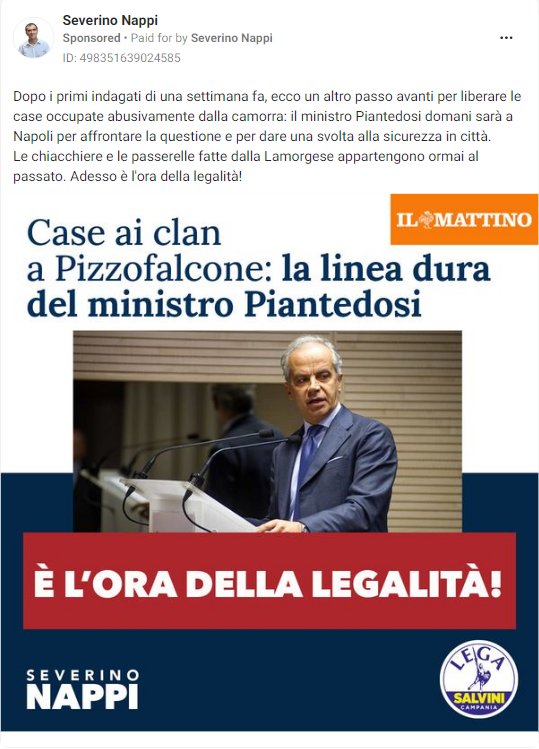 Severino Nappi
Sponsored • Paid for by Severino Nappi
ID: 498351639024585
Dopo i primi indagati di una settimana fa, ecco un altro passo avanti per liberare le
case occupate abusivamente dalla camorra: il ministro Piantedosi domani sarà a
Napoli per affrontare la questione e per dare una svolta alla sicurezza in città.
Le chiacchiere e le passerelle fatte dalla Lamorgese appartengono ormai al
passato. Adesso è l'ora della legalità!
IL MATTINO
Case ai clan
a Pizzofalcone: la linea dura
del ministro Piantedosi
È L'ORA DELLA LEGALITÀ!
SEVERINO
NAPPI
LEGA
SALVINI
CAMPANIA